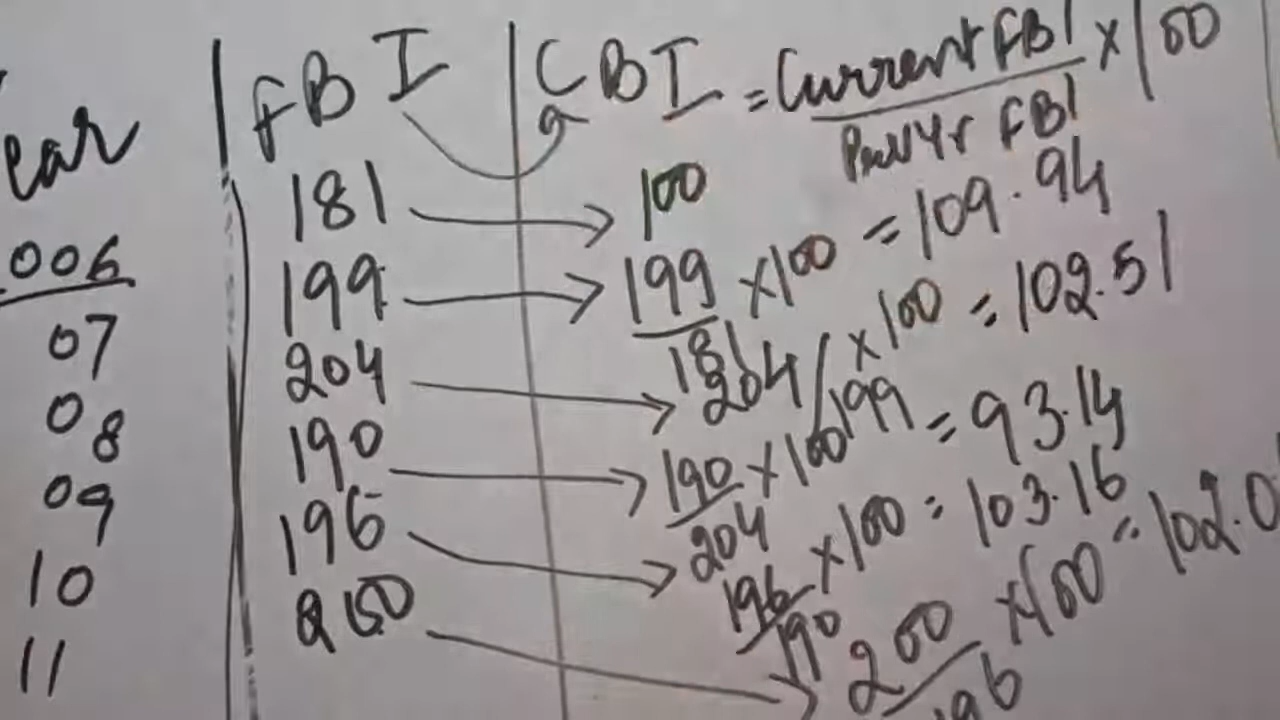 ear | FBI | CBI = Current FBI / Prev Yr FBI × 100
006 181 → 100
07 199 → 199/181 × 100 = 109.94
08 204 → 204/199 × 100 = 102.51
09 190 → 190/204 × 100 = 93.14
10 196 → 196/190 × 100 = 103.16
11 200 → 200/196 × 100 = 102.0